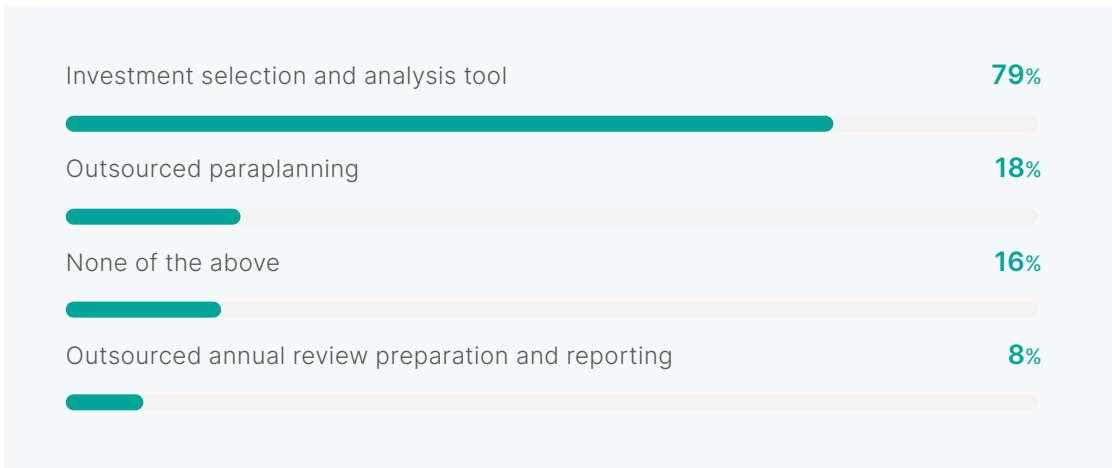 Investment selection and analysis tool 79%
Outsourced paraplanning 18%
None of the above 16%
Outsourced annual review preparation and reporting 8%